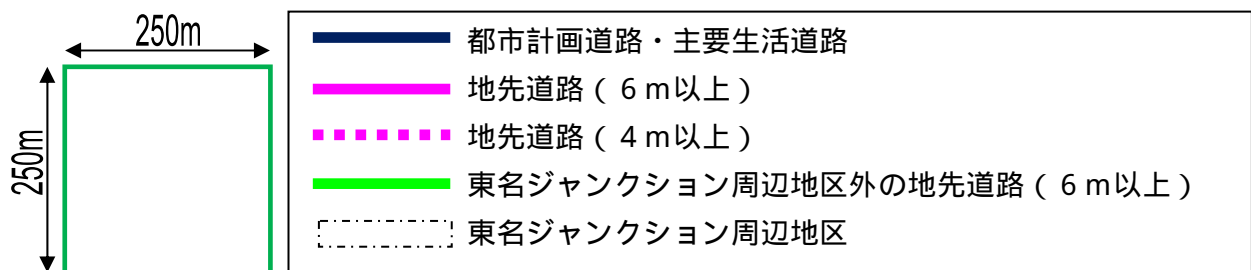 250m
250m
都市計画道路・主要生活道路
地先道路（６ｍ以上）
地先道路（４ｍ以上）
東名ジャンクション周辺地区外の地先道路（６ｍ以上）
東名ジャンクション周辺地区